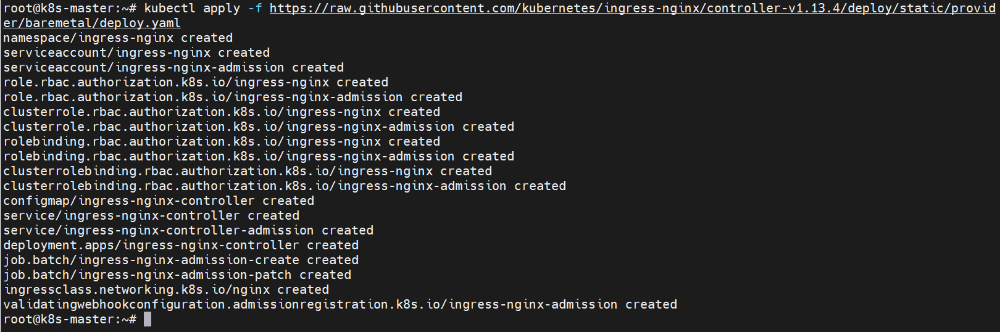 root@k8s-master:~# kubectl apply -f https://raw.githubusercontent.com/kubernetes/ingress-nginx/controller-v1.13.4/deploy/static/provid
er/baremetal/deploy.yaml
namespace/ingress-nginx created
serviceaccount/ingress-nginx created
serviceaccount/ingress-nginx-admission created
role.rbac.authorization.k8s.io/ingress-nginx created
role.rbac.authorization.k8s.io/ingress-nginx-admission created
clusterrole.rbac.authorization.k8s.io/ingress-nginx created
clusterrole.rbac.authorization.k8s.io/ingress-nginx-admission created
rolebinding.rbac.authorization.k8s.io/ingress-nginx created
rolebinding.rbac.authorization.k8s.io/ingress-nginx-admission created
clusterrolebinding.rbac.authorization.k8s.io/ingress-nginx created
clusterrolebinding.rbac.authorization.k8s.io/ingress-nginx-admission created
configmap/ingress-nginx-controller created
service/ingress-nginx-controller created
service/ingress-nginx-controller-admission created
deployment.apps/ingress-nginx-controller created
job.batch/ingress-nginx-admission-create created
job.batch/ingress-nginx-admission-patch created
ingressclass.networking.k8s.io/nginx created
validatingwebhookconfiguration.admissionregistration.k8s.io/ingress-nginx-admission created
root@k8s-master:~#